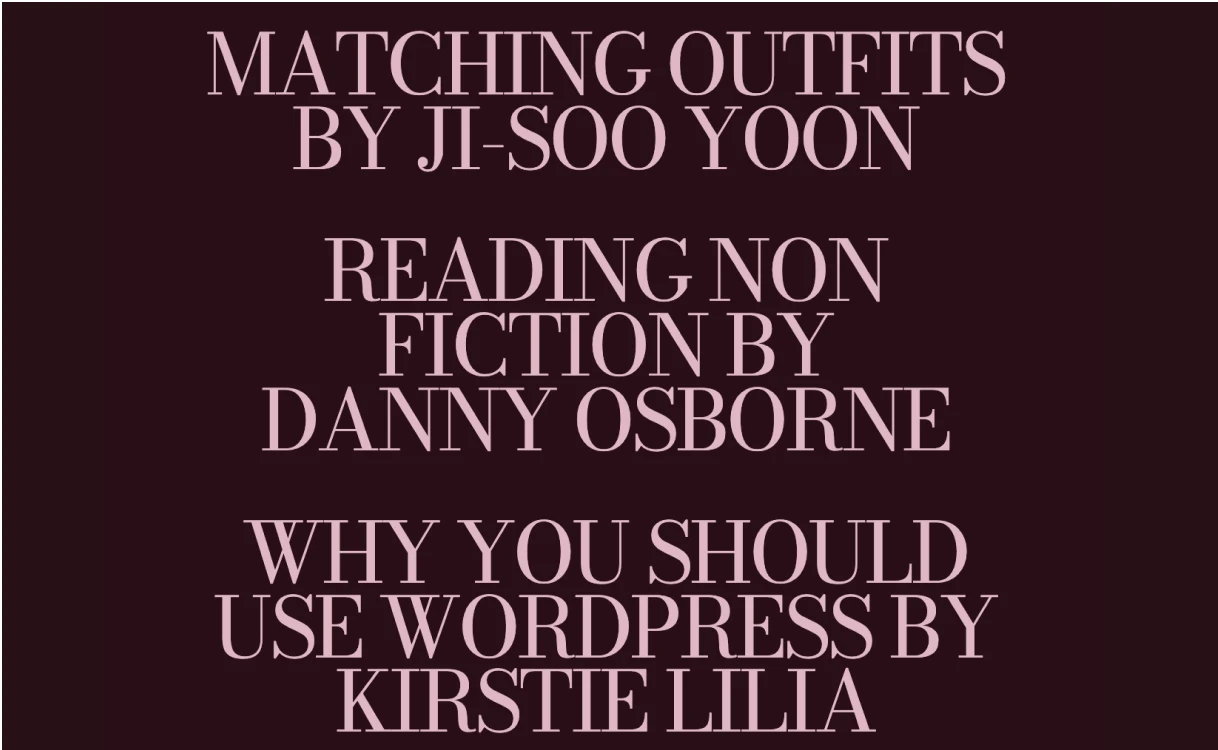 MATCHING OUTFITS
BY JI-SOO YOON
READING NON
FICTION BY
DANNY OSBORNE
WHY YOU SHOULD
USE WORDPRESS BY
KIRSTIE LILIA